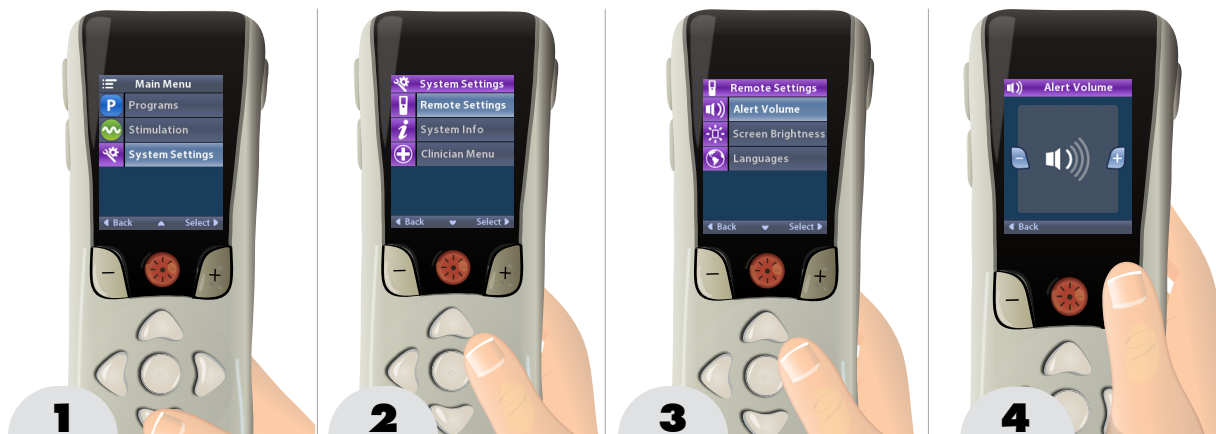 Main Menu
P Programs
Stimulation
System Settings
Back Select
- +
1
System Settings
Remote Settings
i System Info
Clinician Menu
Back Select
- +
2
Remote Settings
Alert Volume
Screen Brightness
Languages
Back Select
- +
3
Alert Volume
- +
Back
-
4